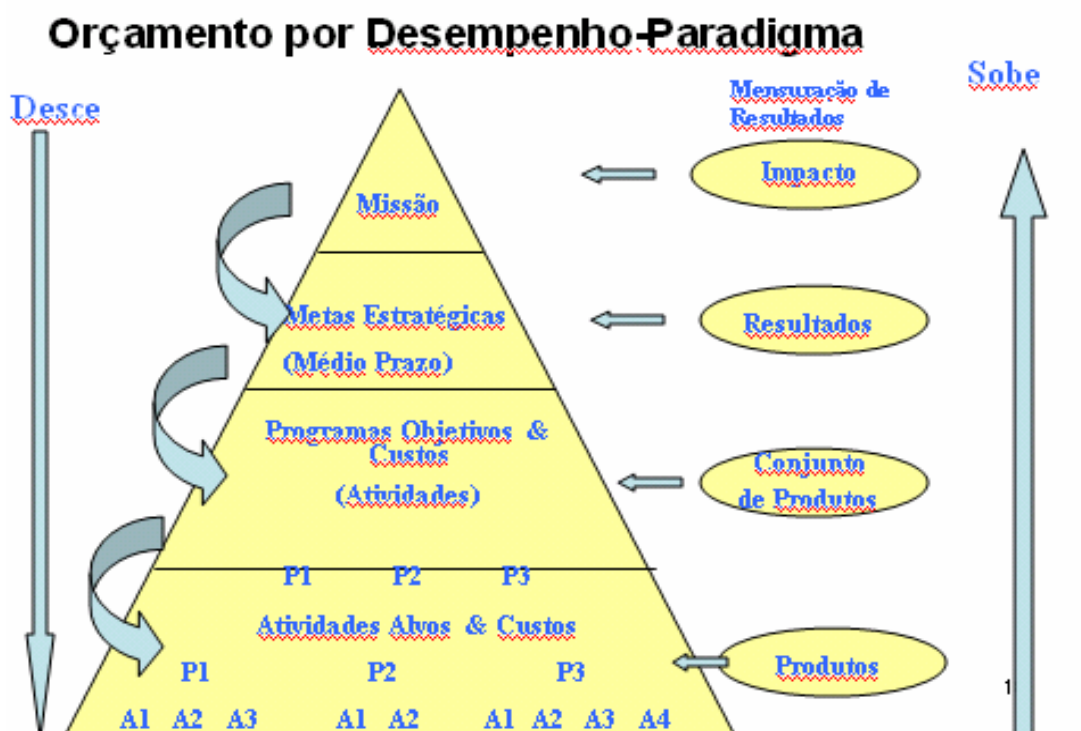 Orçamento por Desempenho-Paradigma
Desce
Sobe
Mensuração de
Resultados
Impacto
Missão
Metas Estratégicas
(Médio Prazo)
Resultados
Programas Objetivos &
Custos
(Atividades)
Conjunto
de Produtos
P1 P2 P3
Atividades Alvos & Custos
P1 P2 P3
Produtos
A1 A2 A3 A1 A2 A1 A2 A3 A4
1